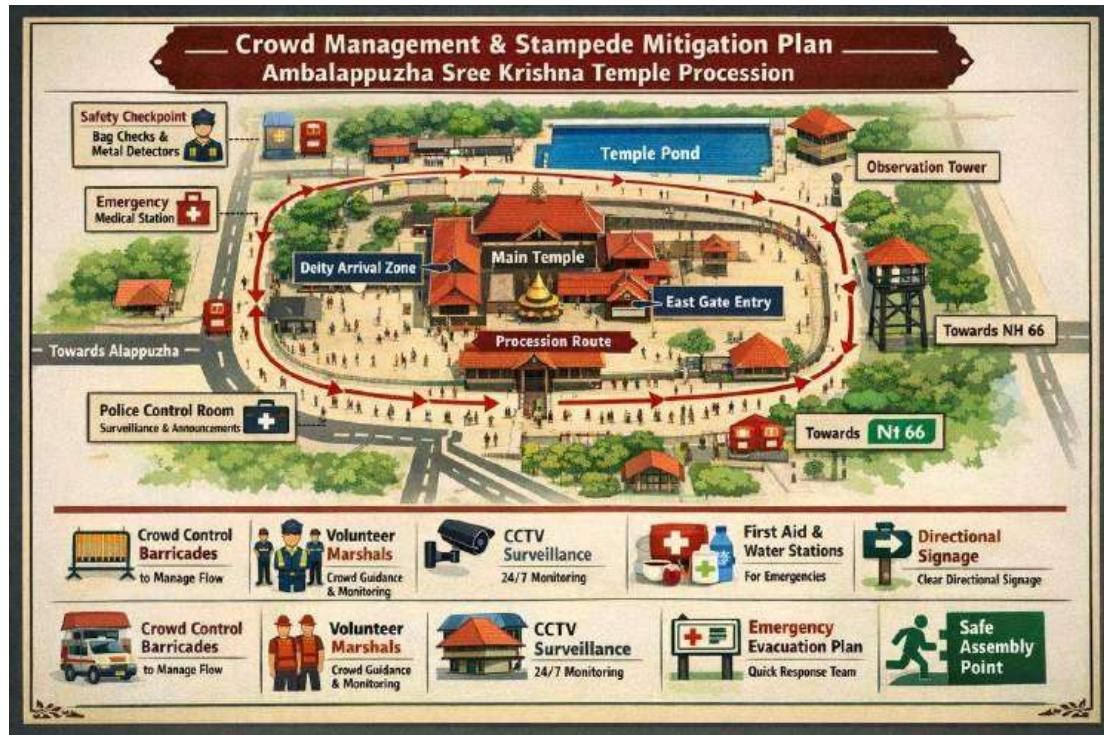 Crowd Management & Stampede Mitigation Plan
Ambalappuzha Sree Krishna Temple Procession
Safety Checkpoint
Bag Checks &
Metal Detectors
Temple Pond
Observation Tower
Emergency
Medical Station
Main Temple
Deity Arrival Zone
East Gate Entry
Towards NH 66
Procession Route
Towards Alappuzha
Police Control Room
Surveillance & Announcements
Towards Nt 66
Crowd Control
Barricades
to Manage Flow
Volunteer
Marshals
Crowd Guidance
& Monitoring
CCTV
Surveillance
24/7 Monitoring
First Aid &
Water Stations
For Emergencies
Directional
Signage
Clear Directional Signage
Crowd Control
Barricades
to Manage Flow
Volunteer
Marshals
Crowd Guidance
& Monitoring
CCTV
Surveillance
24/7 Monitoring
Emergency
Evacuation Plan
Quick Response Team
Safe
Assembly
Point